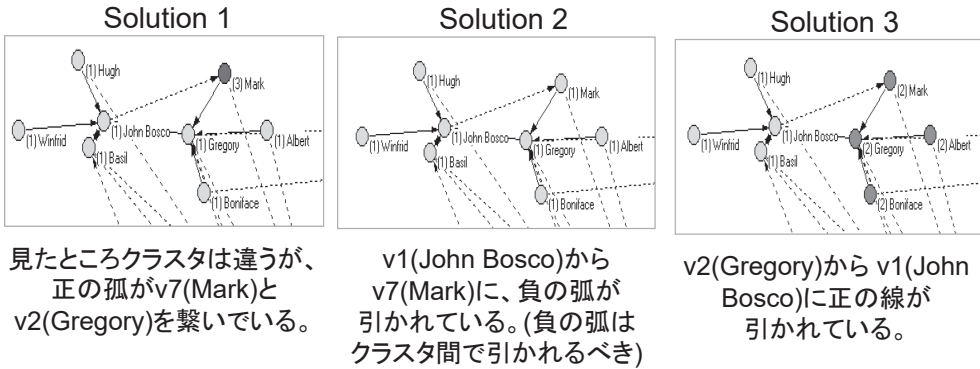 Solution 1
Solution 2
Solution 3
(1) Hugh
(3) Mark
(1) Winfrid
(1) John Bosco
(1) Basil
(1) Gregory
(1) Albert
(1) Boniface
(1) Hugh
(1) Mark
(1) Winfrid
(1) John Bosco
(1) Basil
(1) Gregory
(1) Albert
(1) Boniface
(1) Hugh
(2) Mark
(1) Winfrid
(1) John Bosco
(1) Basil
(2) Gregory
(2) Albert
(2) Boniface
見たところクラスタは違うが、
正の孤がv7(Mark)と
v2(Gregory)を繋いでいる。
v1(John Bosco)から
v7(Mark)に、負の弧が
引かれている。(負の弧は
クラスタ間で引かれるべき)
v2(Gregory)から v1(John
Bosco)に正の線が
引かれている。